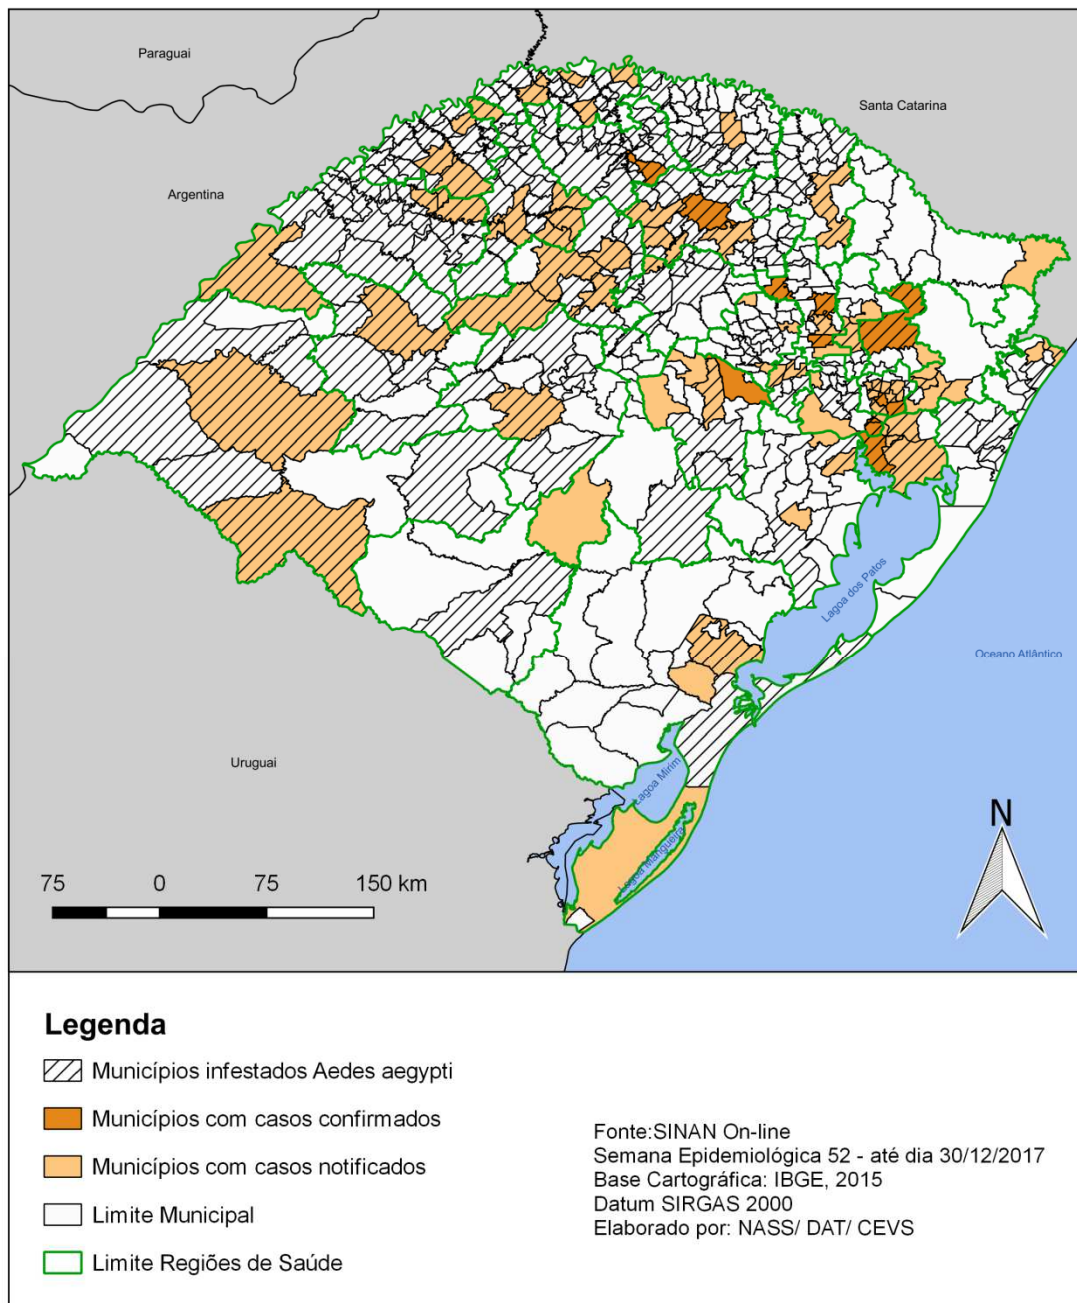 Paraguai
Santa Catarina
Argentina
Lagoa dos Patos
Oceano Atlântico
Uruguai
Lagoa Mirim
Lagoa Mangueira
N
75 0 75 150 km
Legenda
Municípios infestados Aedes aegypti
Municípios com casos confirmados
Municípios com casos notificados
Limite Municipal
Limite Regiões de Saúde
Fonte:SINAN On-line
Semana Epidemiológica 52 - até dia 30/12/2017
Base Cartográfica: IBGE, 2015
Datum SIRGAS 2000
Elaborado por: NASS/ DAT/ CEVS